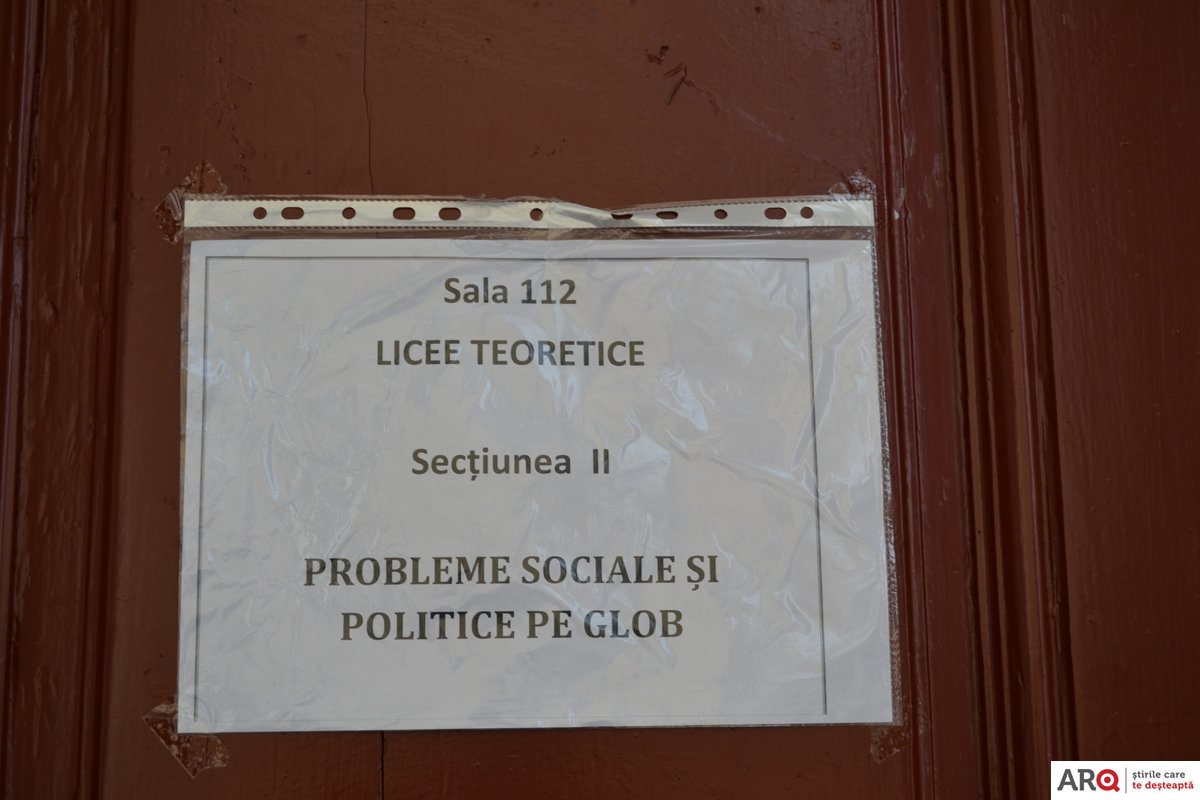 Sala 112
LICEE TEORETICE
Secțiunea II
PROBLEME SOCIALE ȘI
POLITICE PE GLOB
ARQ
știrile care
te deșteaptă